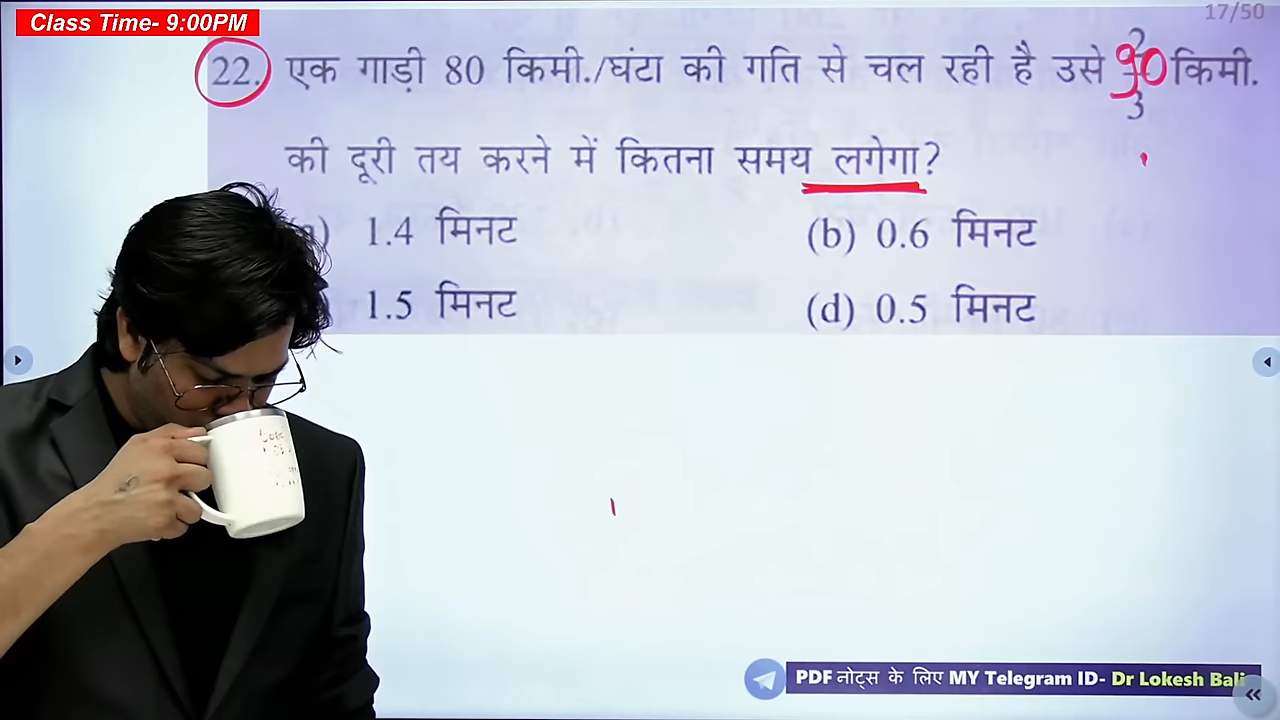 Class Time- 9:00PM
17/50
22. एक गाड़ी 80 किमी./घंटा की गति से चल रही है उसे 90 किमी.
की दूरी तय करने में कितना समय लगेगा?
1.4 मिनट (b) 0.6 मिनट
1.5 मिनट (d) 0.5 मिनट
PDF नोट्स के लिए MY Telegram ID- Dr Lokesh Bali